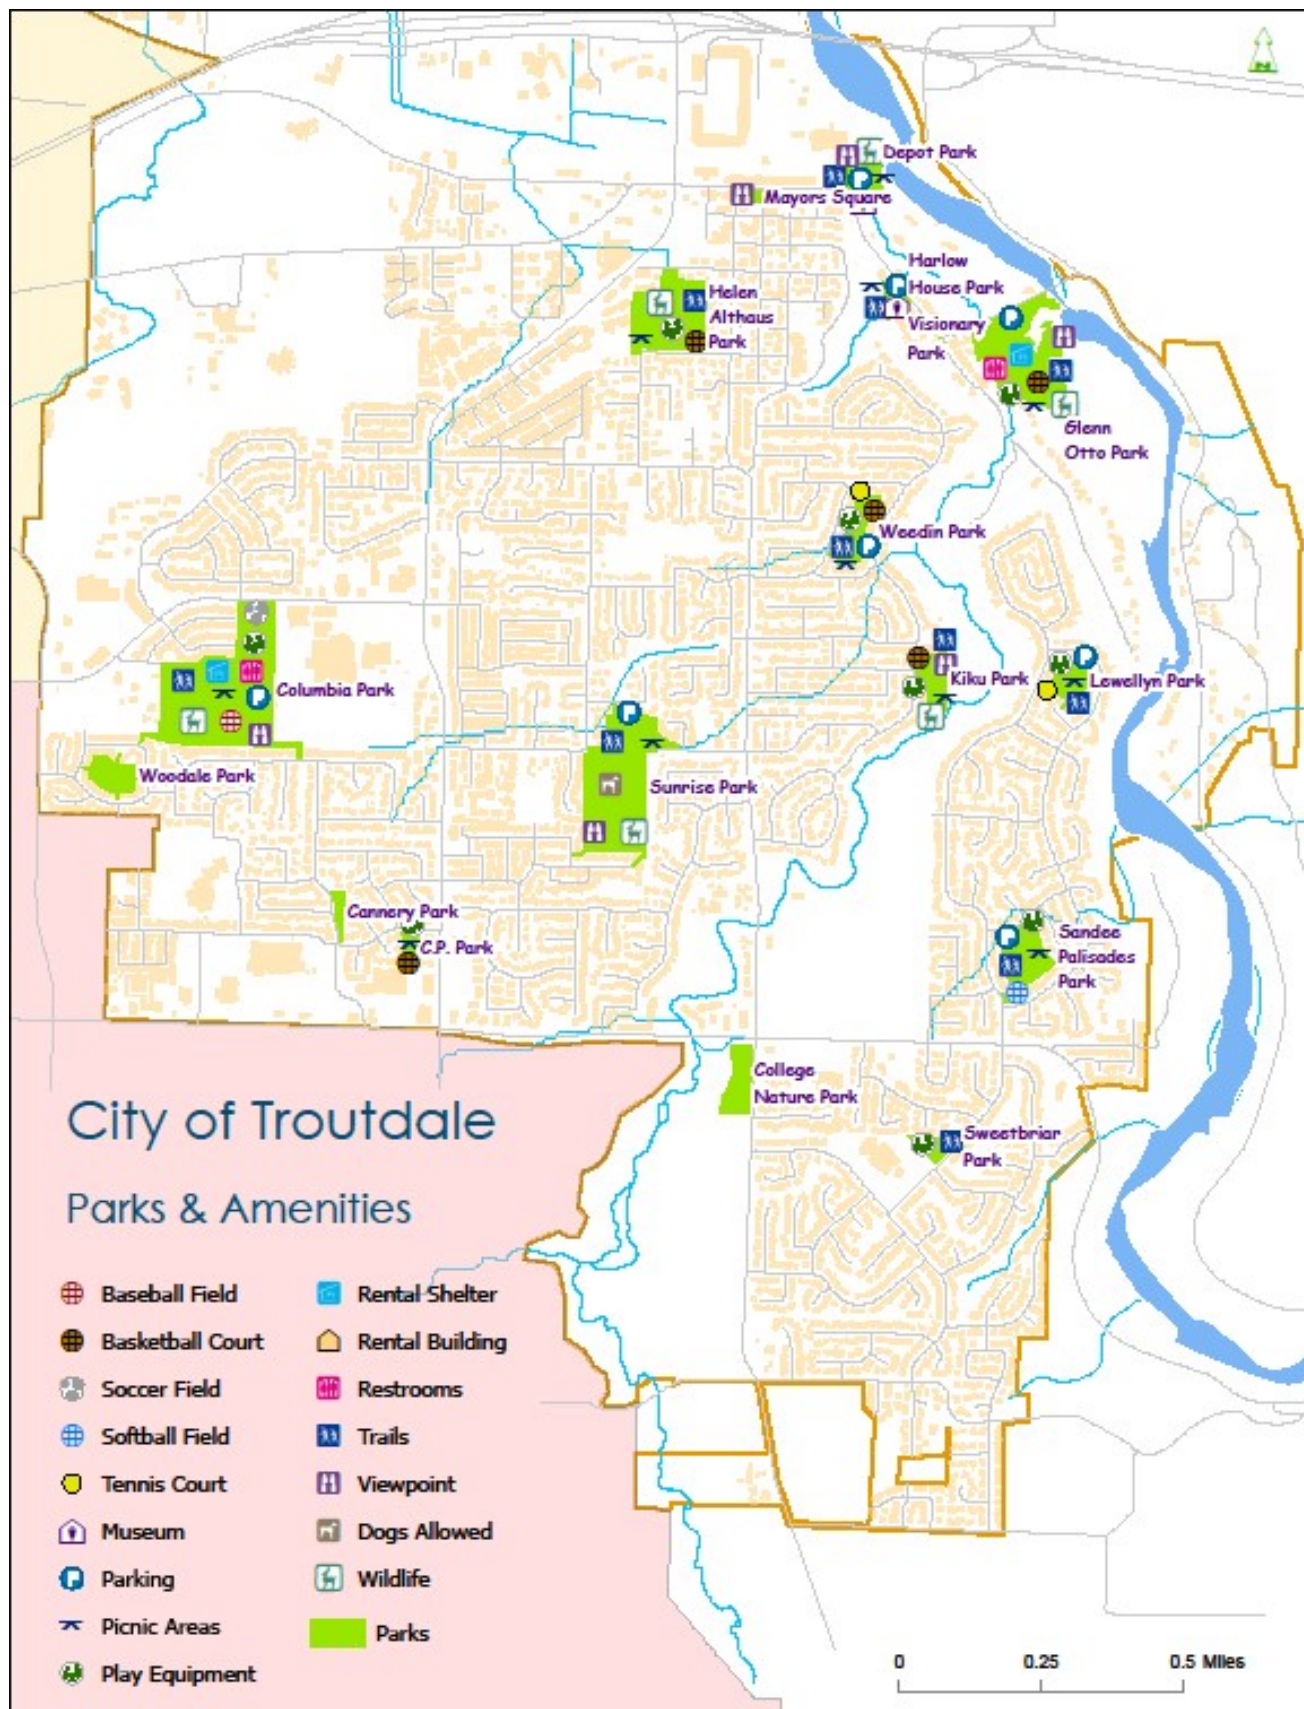 Depot Park
Mayors Square
Harlow
House Park
Helen
Althaus
Park
Visionary
Park
Glenn
Otto Park
Weedin Park
Kiku Park
Lewellyn Park
Columbia Park
Woodale Park
Sunrise Park
Cannery Park
C.P. Park
Sandee
Palisades
Park
College
Nature Park
Sweetbriar
Park
City of Troutdale
Parks & Amenities
Baseball Field
Basketball Court
Soccer Field
Softball Field
Tennis Court
Museum
Parking
Picnic Areas
Play Equipment
Rental Shelter
Rental Building
Restrooms
Trails
Viewpoint
Dogs Allowed
Wildlife
Parks
0 0.25 0.5 Miles